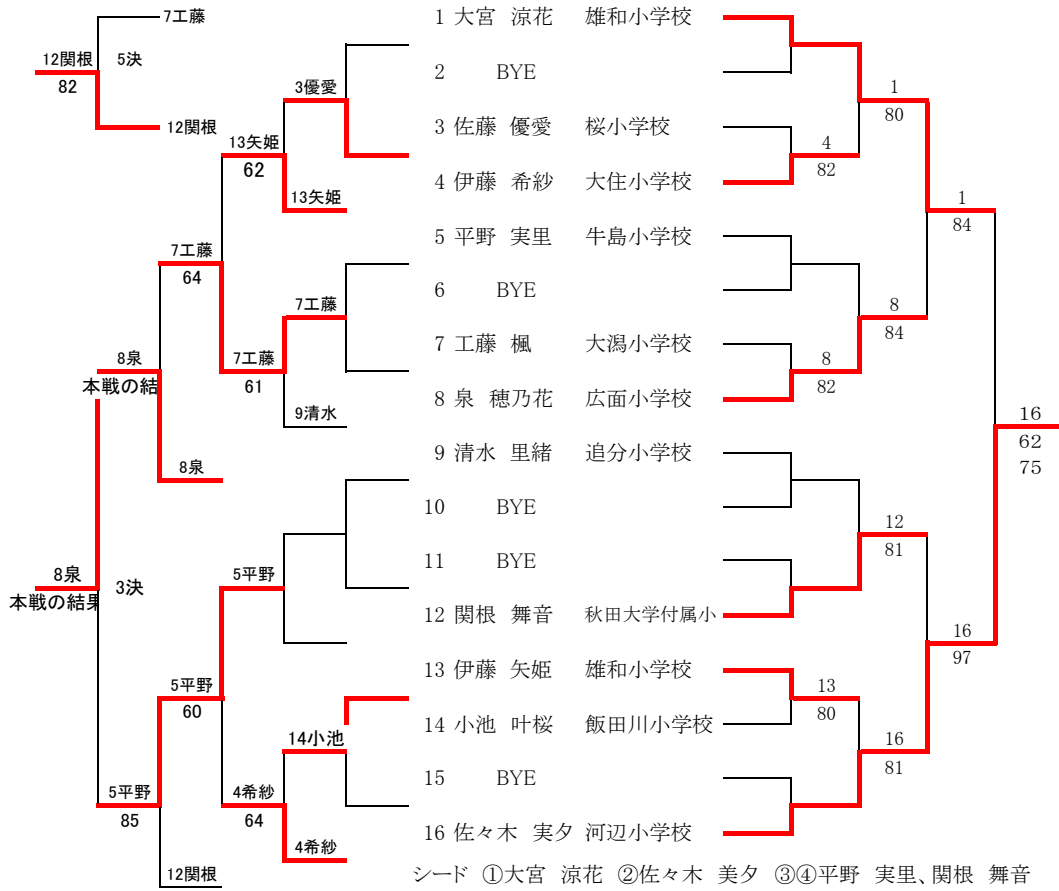 7工藤
12関根 5決
82
12関根
3優愛
13矢姫
62
13矢姫
7工藤
64
7工藤
7工藤
61
9清水
8泉
本戦の結
8泉
8泉
本戦の結果
3決
5平野
5平野
60
14小池
4希紗
64
4希紗
5平野
85
12関根
1 大宮 涼花 雄和小学校
2 BYE
3 佐藤 優愛 桜小学校
4 伊藤 希紗 大住小学校
5 平野 実里 牛島小学校
6 BYE
7 工藤 楓 大潟小学校
8 泉 穂乃花 広面小学校
9 清水 里緒 追分小学校
10 BYE
11 BYE
12 関根 舞音 秋田大学付属小
13 伊藤 矢姫 雄和小学校
14 小池 叶桜 飯田川小学校
15 BYE
16 佐々木 実夕 河辺小学校
1
80
4
82
1
84
8
84
8
82
16
62
75
12
81
16
97
13
80
16
81
シード ①大宮 涼花 ②佐々木 美夕 ③④平野 実里、関根 舞音